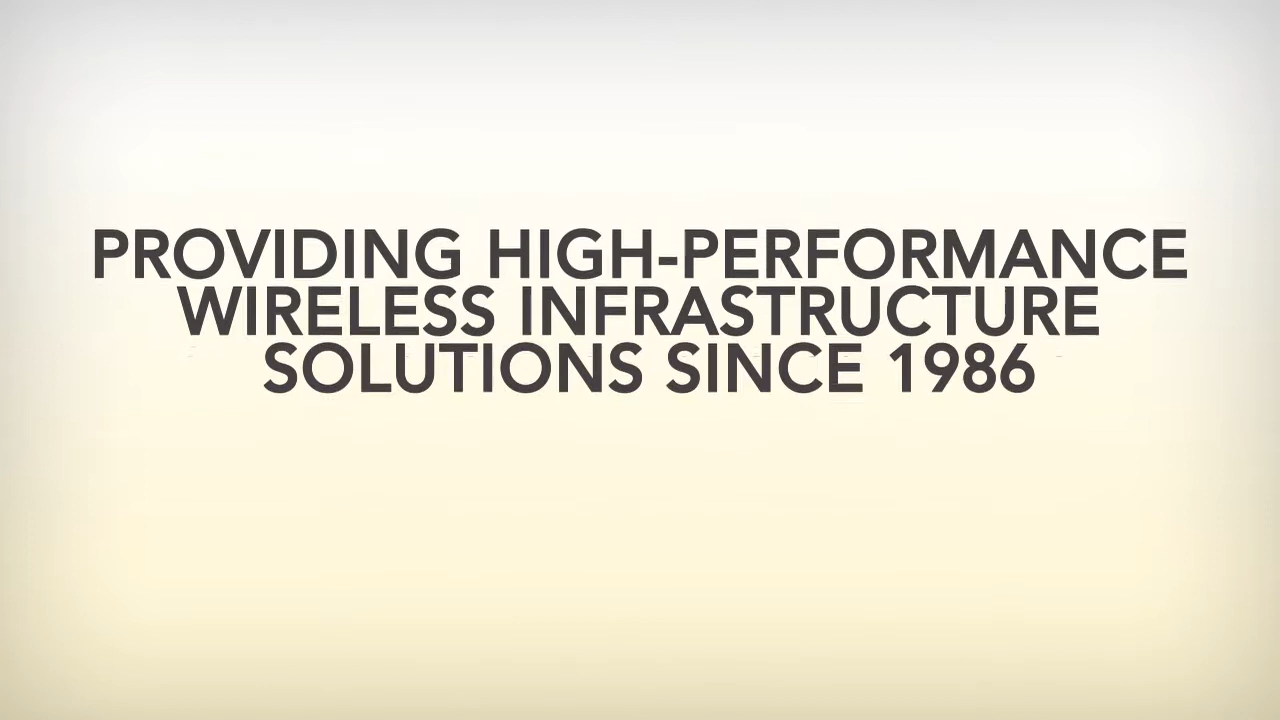 PROVIDING HIGH-PERFORMANCE
WIRELESS INFRASTRUCTURE
SOLUTIONS SINCE 1986